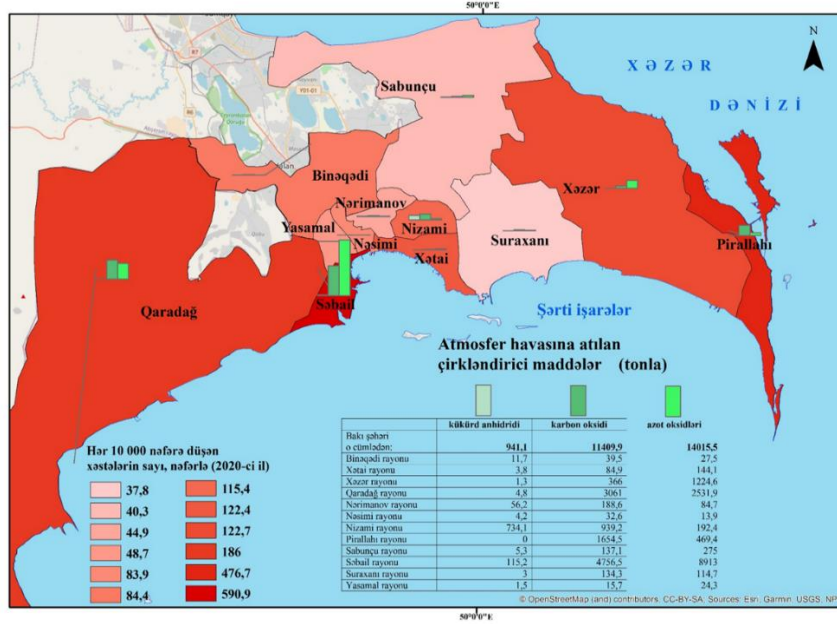 50°0'0"E
N
XƏZƏR
DƏNİZİ
Sabunçu
Binəqədi
Nərimanov
Yasamal
Nəsimi
Nizami
Xətai
Suraxanı
Xəzər
Pirallahı
Qaradağ
Səbail
Şərti işarələr
Atmosfer havasına atılan
çirkləndirici maddələr (tonla)
kükürd anhidridi karbon oksidi azot oksidləri
Bakı şəhəri
o cümlədən: 941,1 11409,9 14015,5
Binəqədi rayonu 11,7 39,5 27,5
Xətai rayonu 3,8 84,9 144,1
Xəzər rayonu 1,3 366 1224,6
Qaradağ rayonu 4,8 3061 2531,9
Nərimanov rayonu 56,2 188,6 84,7
Nəsimi rayonu 4,2 32,6 13,9
Nizami rayonu 734,1 939,2 192,4
Pirallahı rayonu 0 1654,5 469,4
Sabunçu rayonu 5,3 137,1 275
Səbail rayonu 115,2 4756,5 8913
Suraxanı rayonu 3 134,3 114,7
Yasamal rayonu 1,5 15,7 24,3
Hər 10 000 nəfərə düşən
xəstələrin sayı, nəfərlə (2020-ci il)
37,8 115,4
40,3 122,4
44,9 122,7
48,7 186
83,9 476,7
84,4 590,9
© OpenStreetMap (and) contributors, CC-BY-SA, Sources: Esri, Garmin, USGS, NP
50°0'0"E